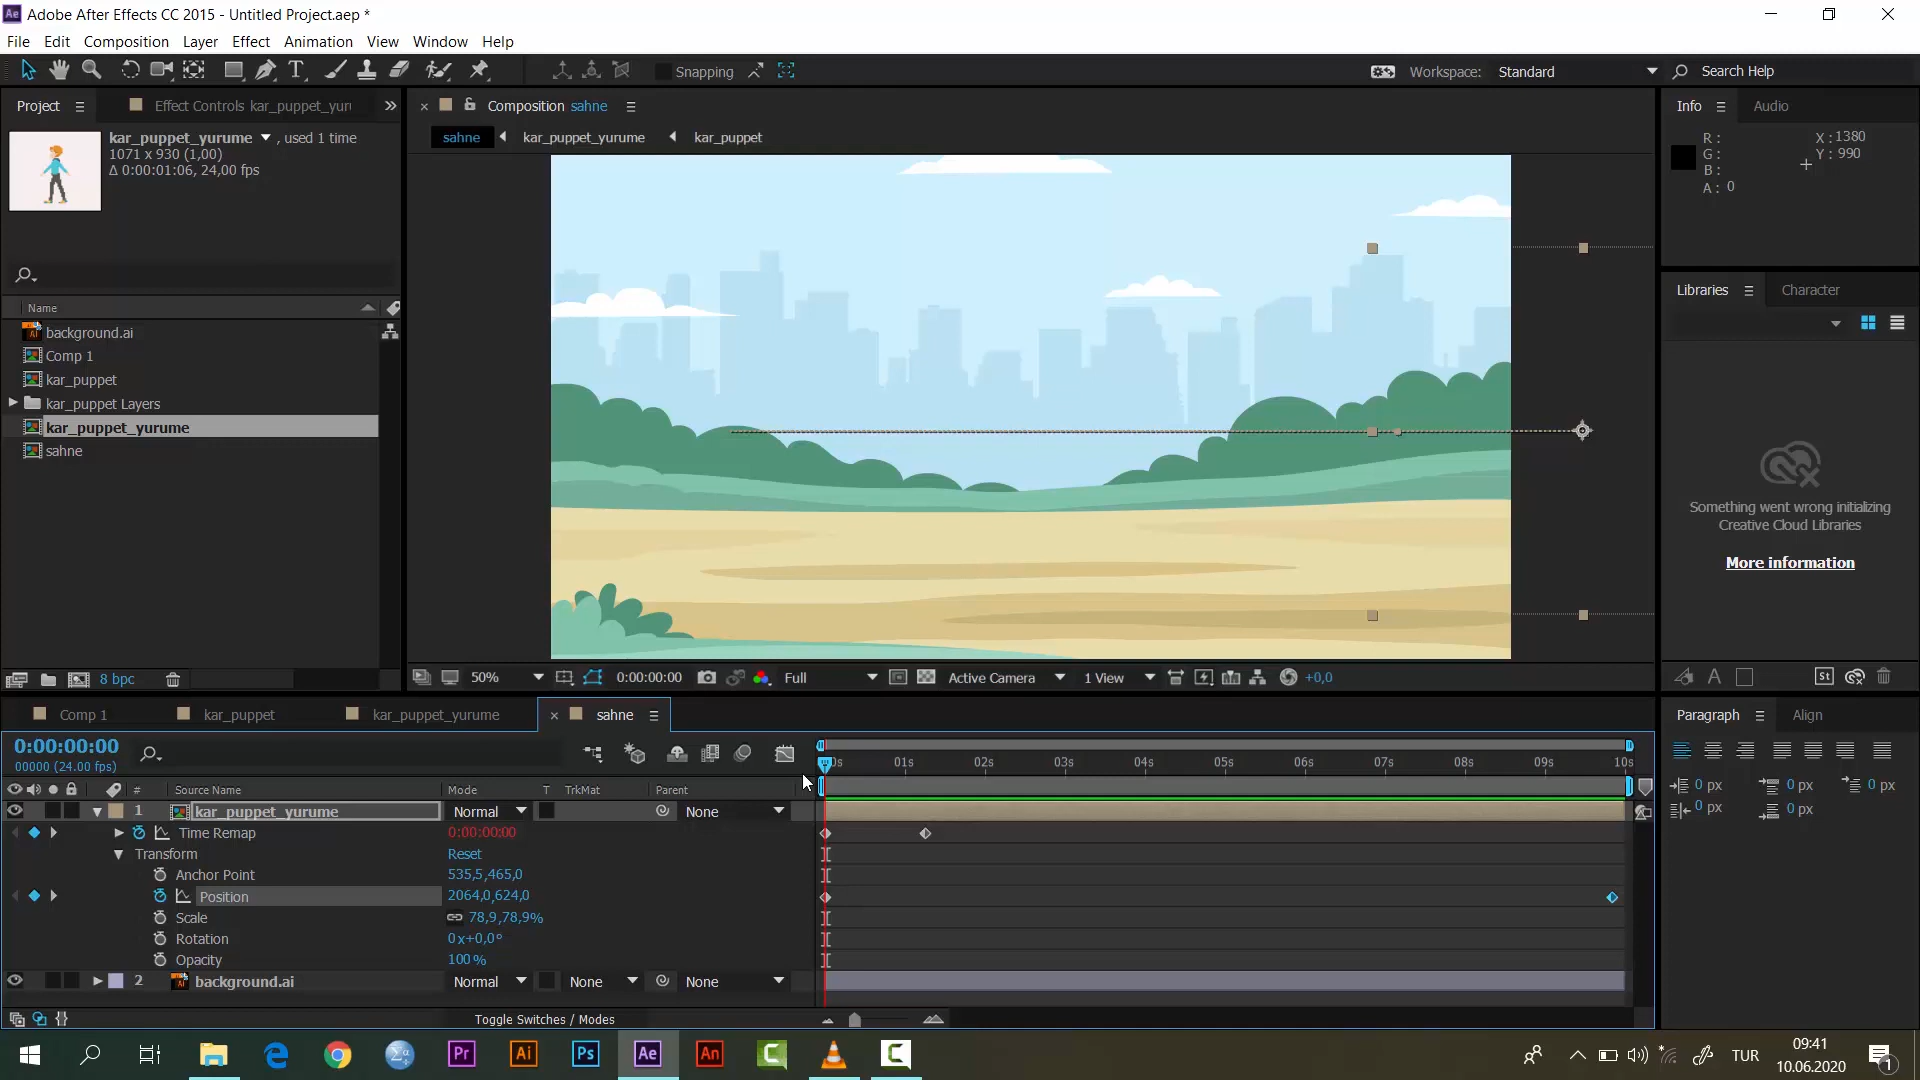 Adobe After Effects CC 2015 - Untitled Project.aep *
File Edit Composition Layer Effect Animation View Window Help
Snapping
Workspace: Standard
Search Help
Project
Effect Controls kar_puppet_yuru
kar_puppet_yurume , used 1 time
1071 x 930 (1,00)
Δ 0:00:01:06, 24,00 fps
Name
background.ai
Comp 1
kar_puppet
kar_puppet Layers
kar_puppet_yurume
sahne
8 bpc
Composition sahne
sahne kar_puppet_yurume kar_puppet
50% 0:00:00:00 Full Active Camera 1 View +0,0
Info Audio
R :
G :
B :
A : 0
X : 1380
Y : 990
Libraries Character
Something went wrong initializing
Creative Cloud Libraries
More information
St
Comp 1 kar_puppet kar_puppet_yurume sahne
0:00:00:00
00000 (24.00 fps)
01s 02s 03s 04s 05s 06s 07s 08s 09s 10s
# Source Name Mode T TrkMat Parent
1 kar_puppet_yurume Normal None
Time Remap 0:00:00:00
Transform Reset
Anchor Point 535,5,465,0
Position 2064,0,624,0
Scale 78,9,78,9%
Rotation 0x+0,0°
Opacity 100%
2 background.ai Normal None None
Toggle Switches / Modes
Paragraph Align
0 px 0 px 0 px
0 px 0 px
Pr Ai Ps Ae An
TUR
09:41
10.06.2020
1